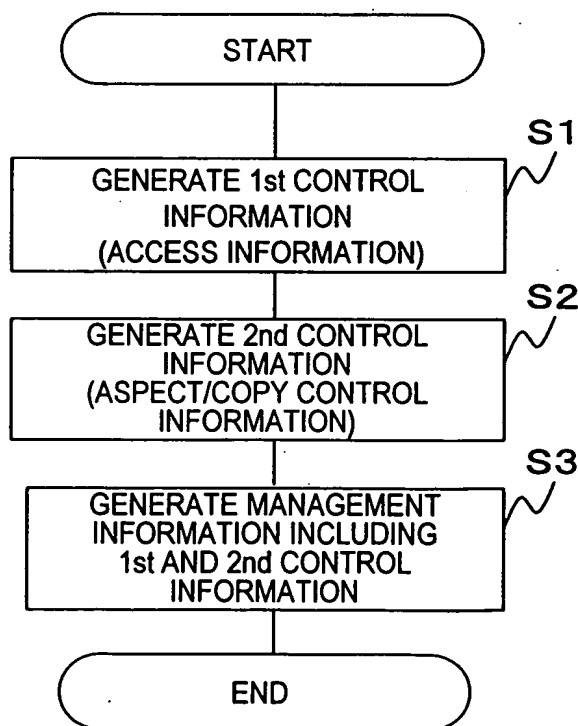 START
S1
GENERATE 1st CONTROL
INFORMATION
(ACCESS INFORMATION)
S2
GENERATE 2nd CONTROL
INFORMATION
(ASPECT/COPY CONTROL
INFORMATION)
S3
GENERATE MANAGEMENT
INFORMATION INCLUDING
1st AND 2nd CONTROL
INFORMATION
END